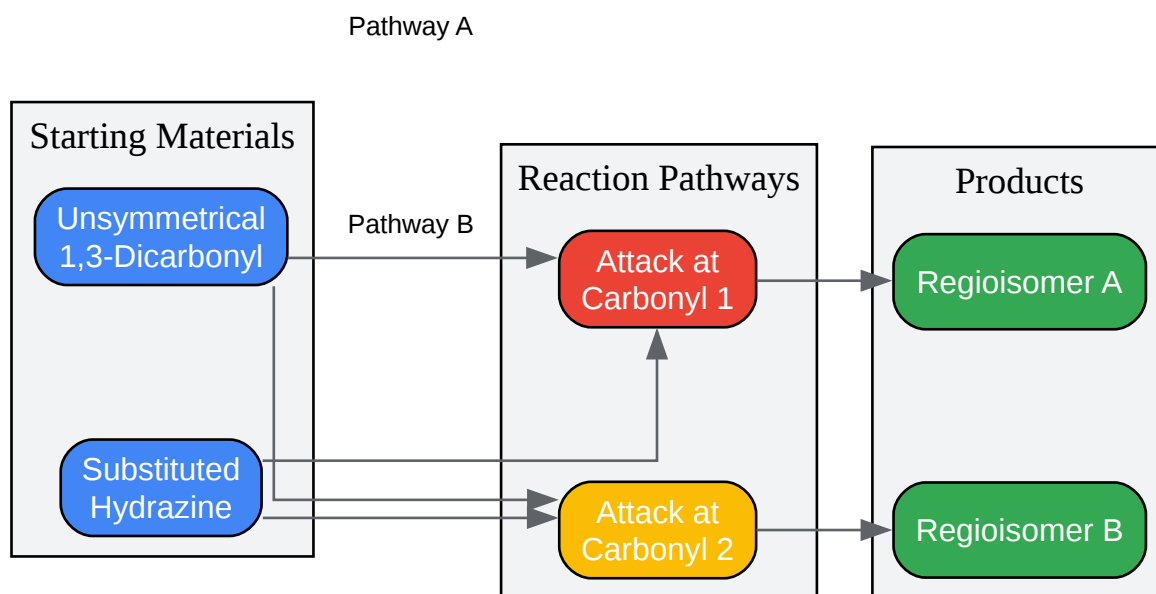 Pathway A
Starting Materials
Unsymmetrical
1,3-Dicarbonyl
Substituted
Hydrazine
Pathway B
Reaction Pathways
Attack at
Carbonyl 1
Attack at
Carbonyl 2
Products
Regioisomer A
Regioisomer B